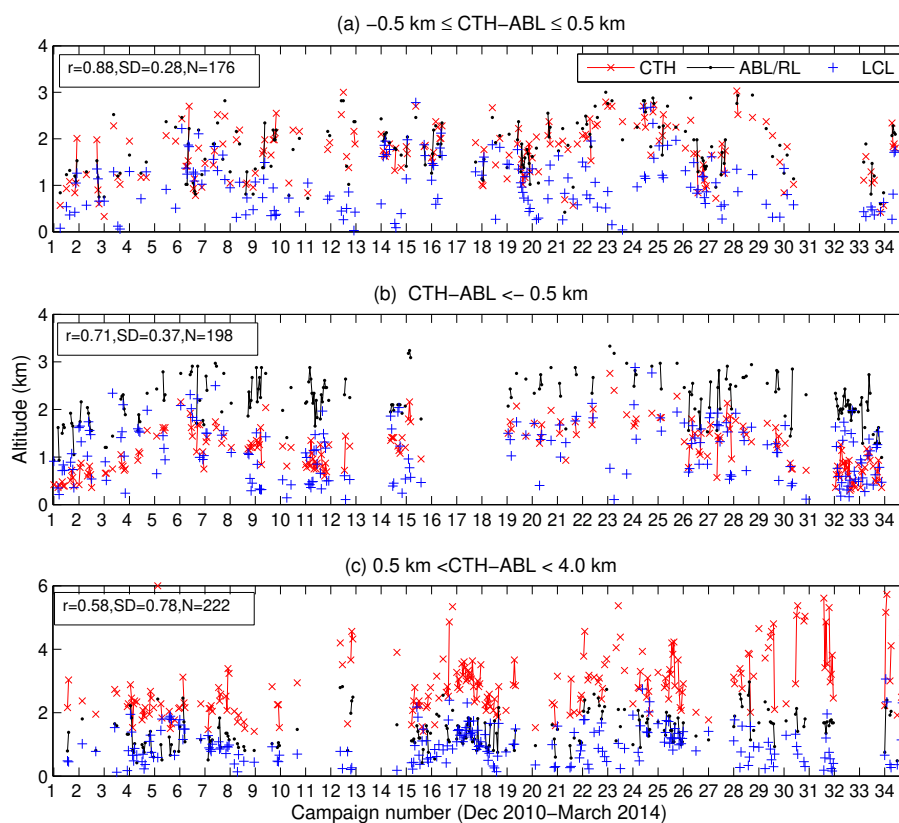 (a) −0.5 km ≤ CTH−ABL ≤ 0.5 km
r=0.88,SD=0.28,N=176
CTH ABL/RL LCL
4
3
2
1
0
1 2 3 4 5 6 7 8 9 10 11 12 13 14 15 16 17 18 19 20 21 22 23 24 25 26 27 28 29 30 31 32 33 34
(b) CTH−ABL <− 0.5 km
r=0.71,SD=0.37,N=198
Altitude (km)
4
3
2
1
0
1 2 3 4 5 6 7 8 9 10 11 12 13 14 15 16 17 18 19 20 21 22 23 24 25 26 27 28 29 30 31 32 33 34
(c) 0.5 km <CTH−ABL < 4.0 km
r=0.58,SD=0.78,N=222
6
4
2
0
1 2 3 4 5 6 7 8 9 10 11 12 13 14 15 16 17 18 19 20 21 22 23 24 25 26 27 28 29 30 31 32 33 34
Campaign number (Dec 2010−March 2014)